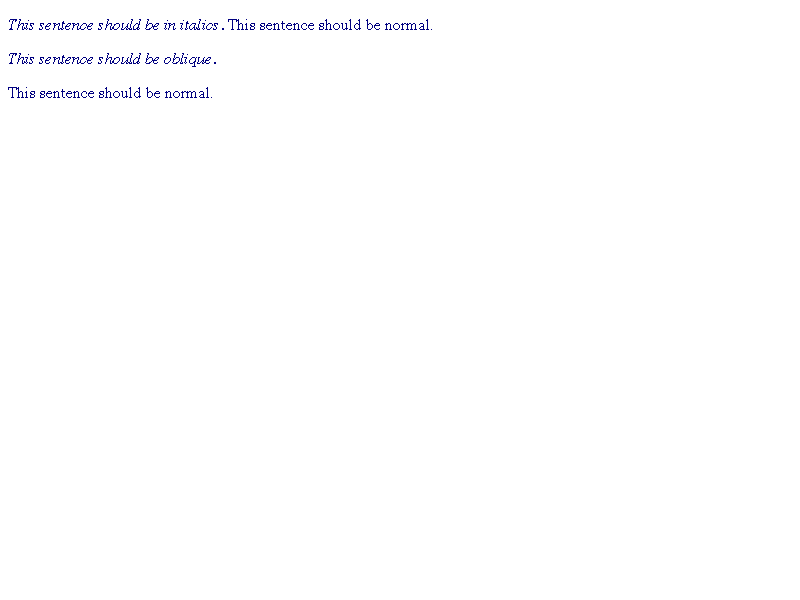 This sentence should be in italics. This sentence should be normal.
This sentence should be oblique.
This sentence should be normal.